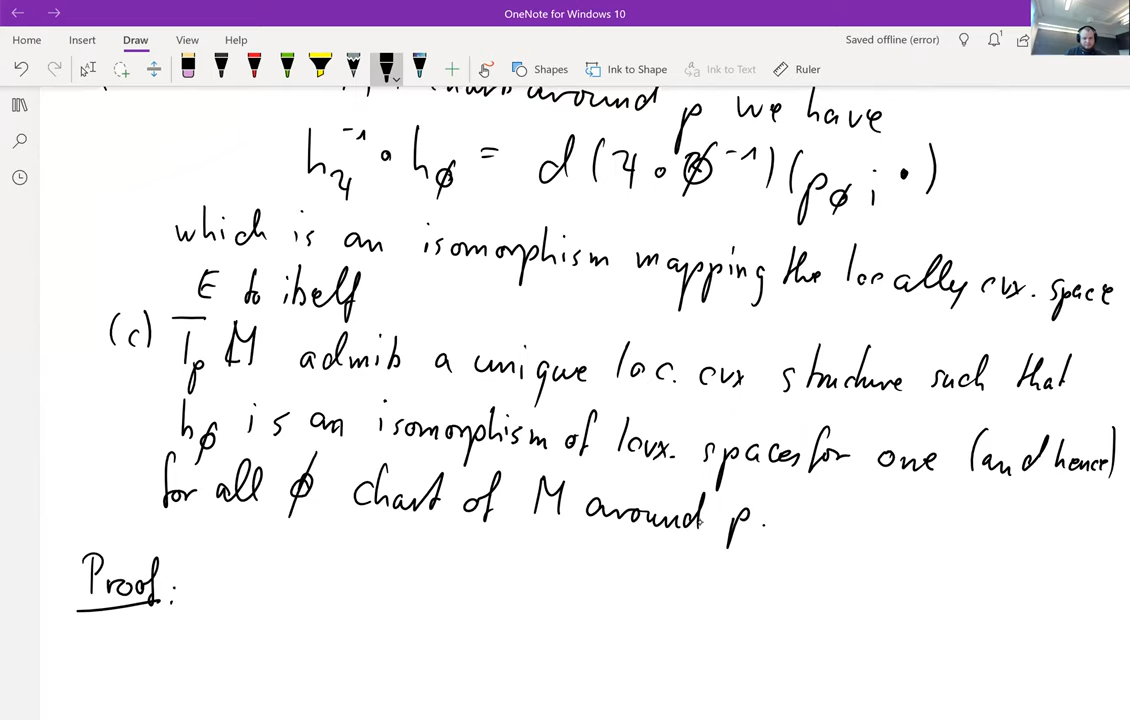 OneNote for Windows 10
Home Insert Draw View Help
Saved offline (error)
Shapes Ink to Shape Ink to Text Ruler
around p we have
h_ψ^{-1} ∘ h_ϕ = d(ψ ∘ ϕ^{-1})(p_ϕ; •)
which is an isomorphism mapping the locally cvx. space
E to itself
(c) T_p M admits a unique loc. cvx structure such that
h_ϕ is an isomorphism of lcvx. spaces for one (and hence)
for all ϕ chart of M around p.
Proof: